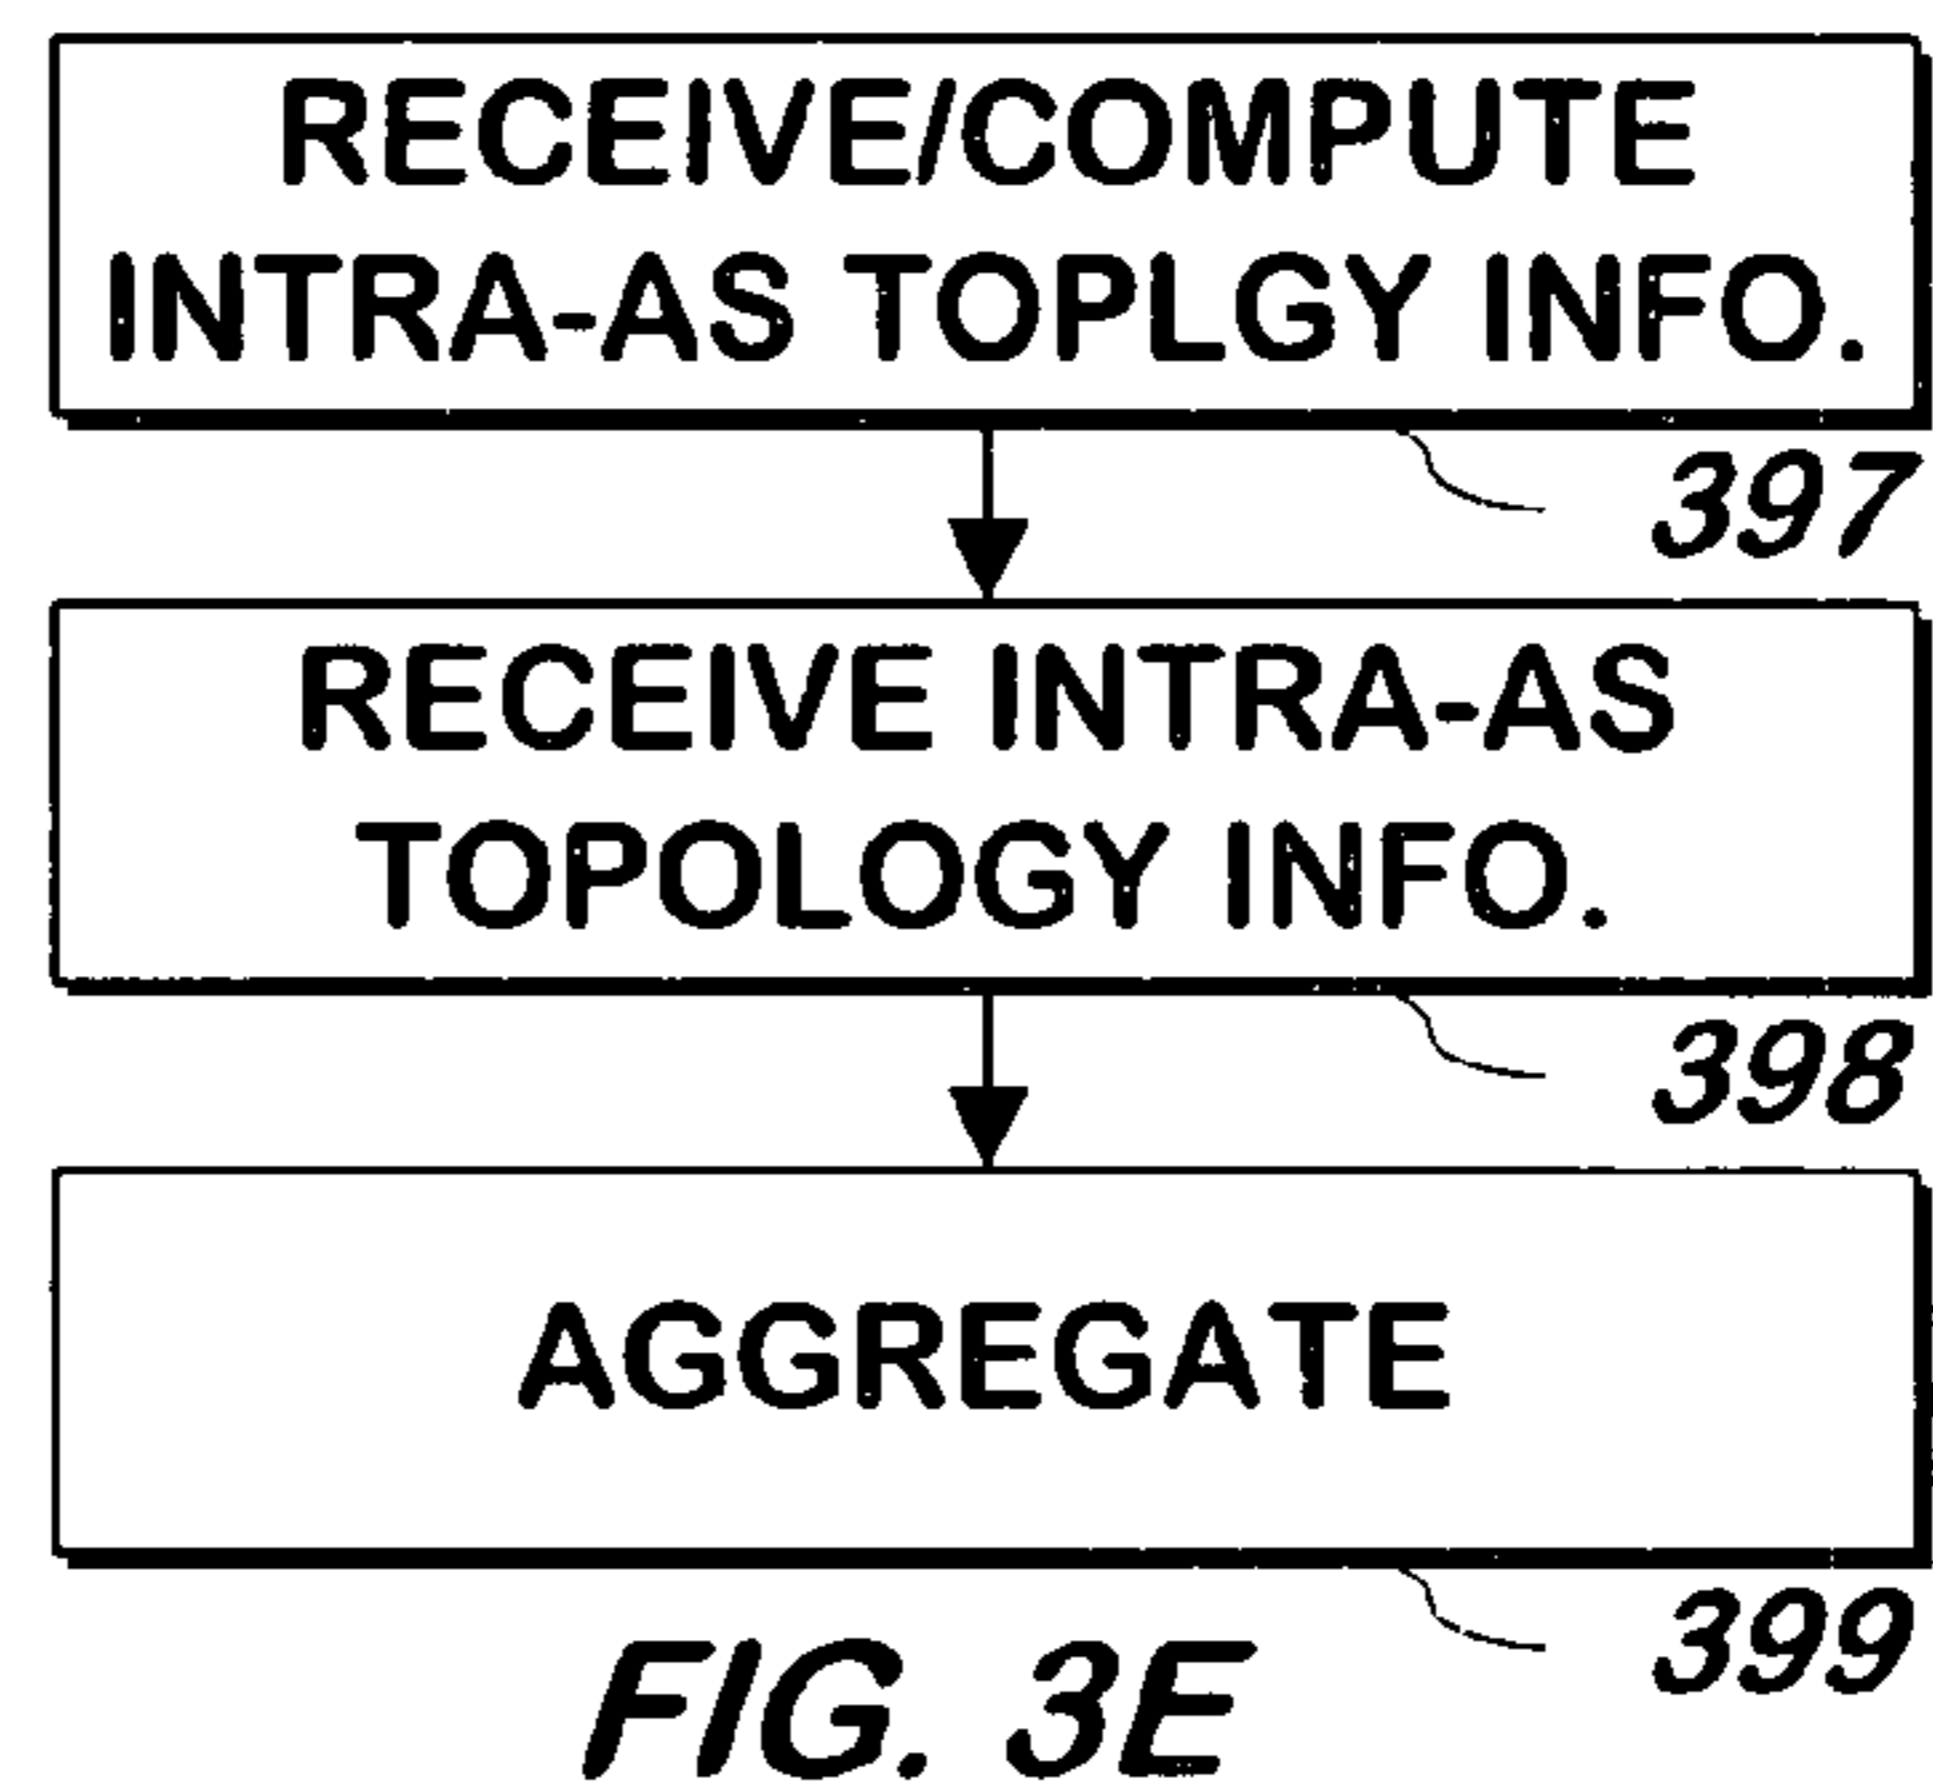 RECEIVE/COMPUTE
INTRA-AS TOPLGY INFO.
397
RECEIVE INTRA-AS
TOPOLOGY INFO.
398
AGGREGATE
399
FIG. 3E